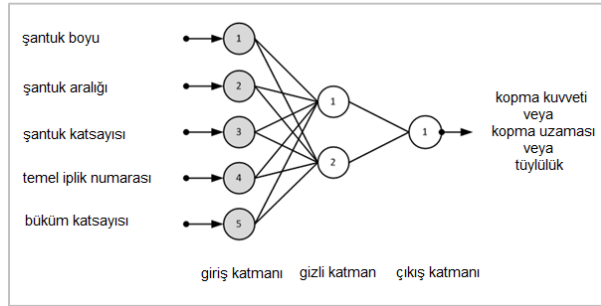 şantuk boyu
şantuk aralığı
şantuk katsayısı
temel iplik numarası
büküm katsayısı
1
2
3
4
5
1
2
1
kopma kuvveti
veya
kopma uzaması
veya
tüylülük
giriş katmanı
gizli katman
çıkış katmanı